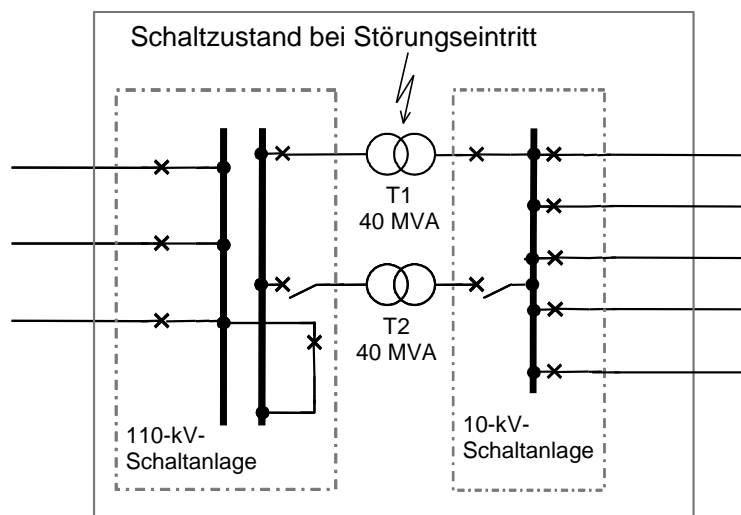 Schaltzustand bei Störungseintritt
T1
40 MVA
T2
40 MVA
110-kV-
Schaltanlage
10-kV-
Schaltanlage